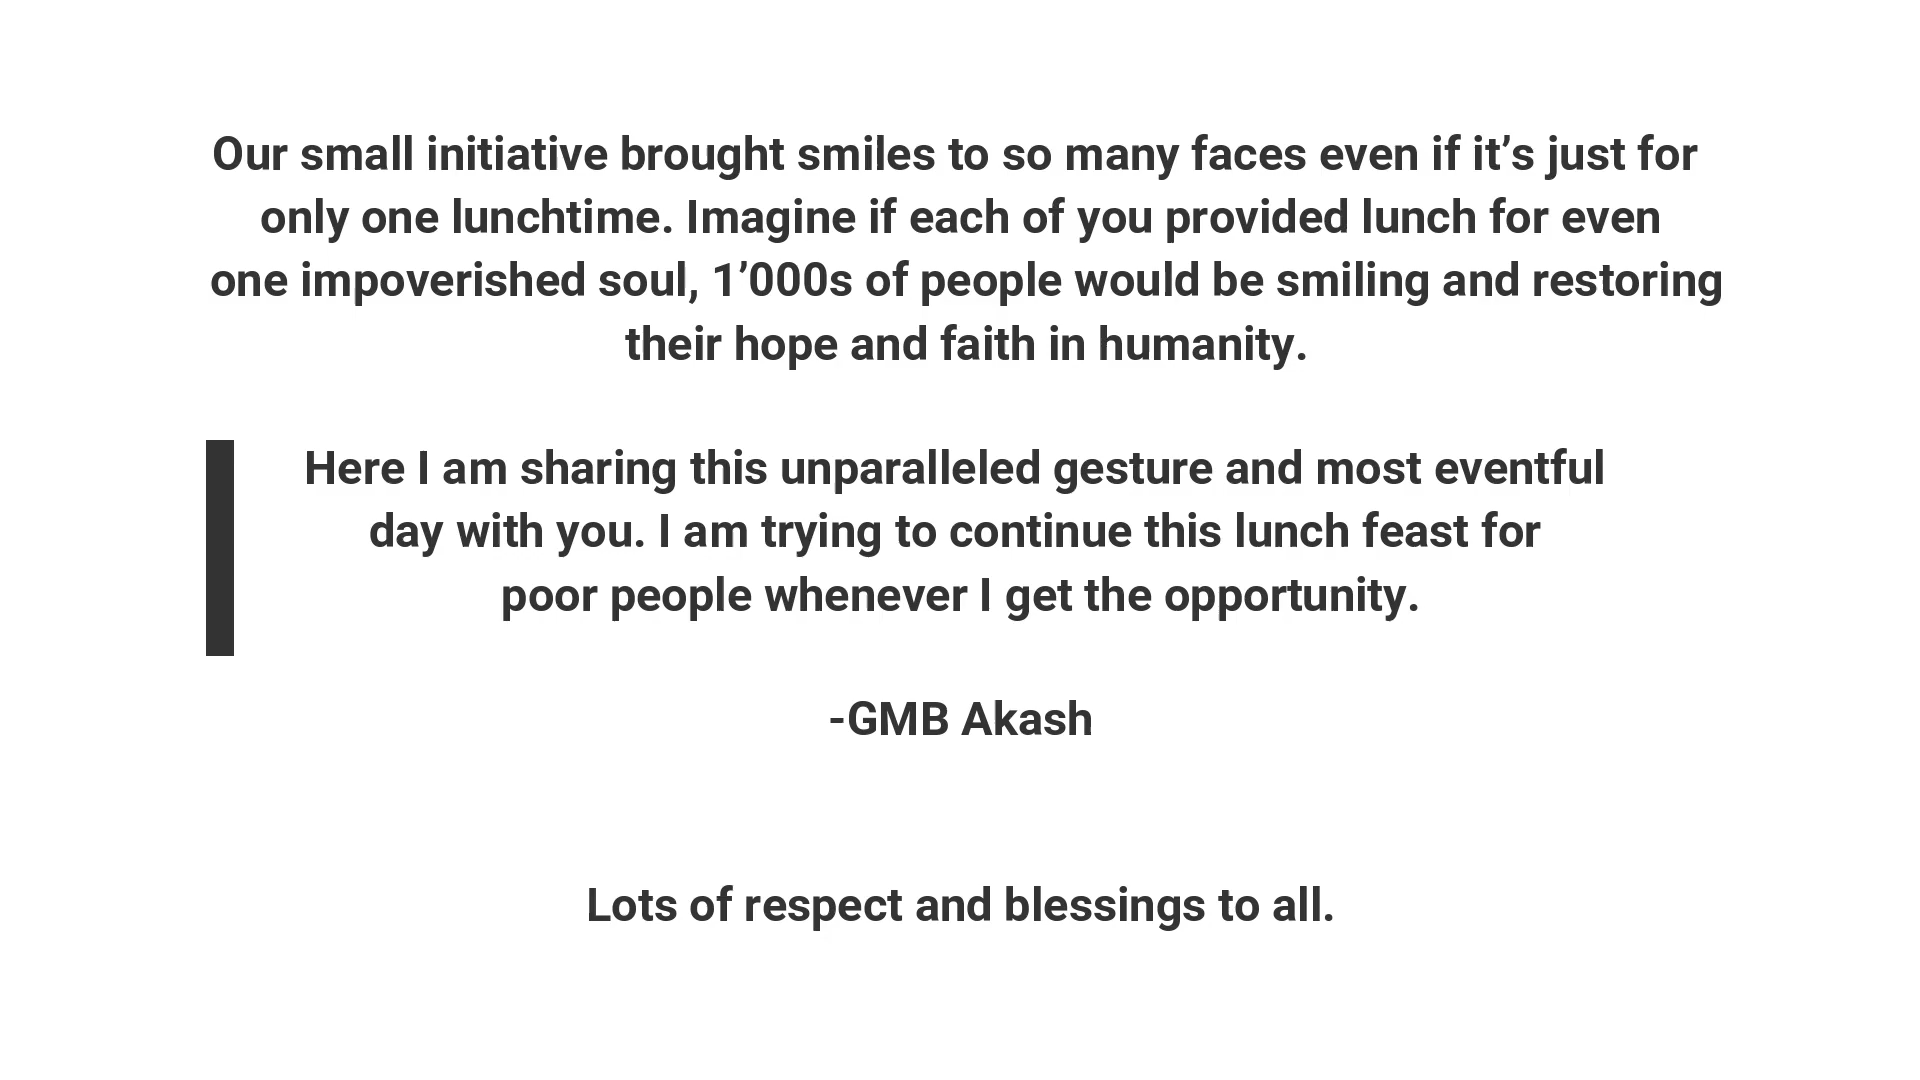 Our small initiative brought smiles to so many faces even if it’s just for
only one lunchtime. Imagine if each of you provided lunch for even
one impoverished soul, 1’000s of people would be smiling and restoring
their hope and faith in humanity.
Here I am sharing this unparalleled gesture and most eventful
day with you. I am trying to continue this lunch feast for
poor people whenever I get the opportunity.
-GMB Akash
Lots of respect and blessings to all.